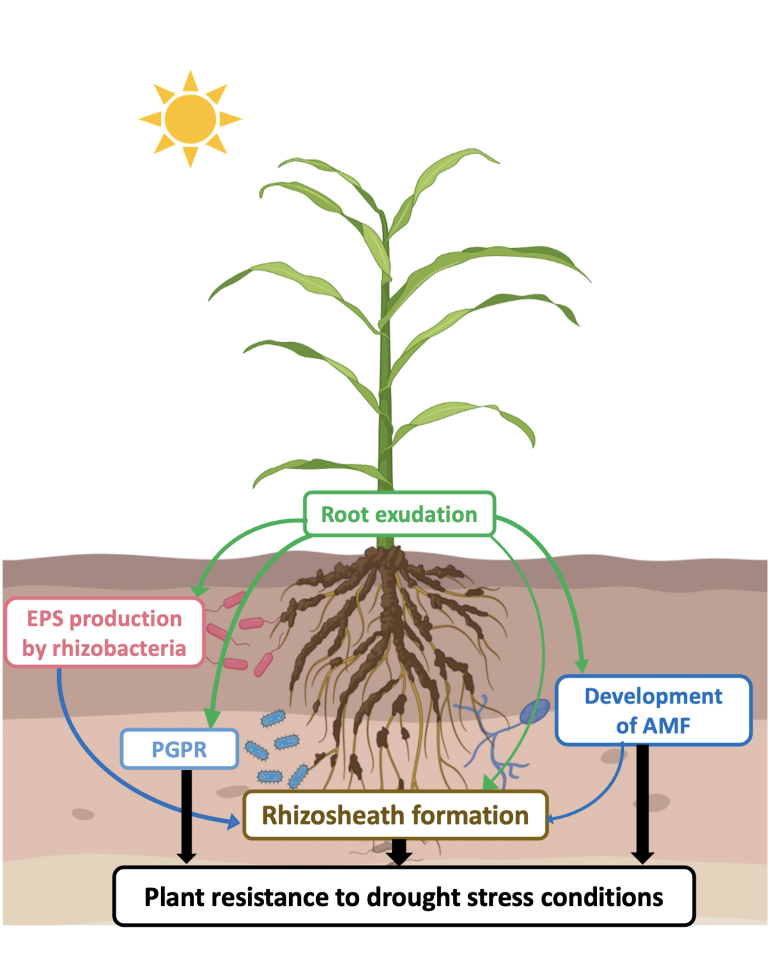 Root exudation
EPS production
by rhizobacteria
Development
of AMF
PGPR
Rhizosheath formation
Plant resistance to drought stress conditions